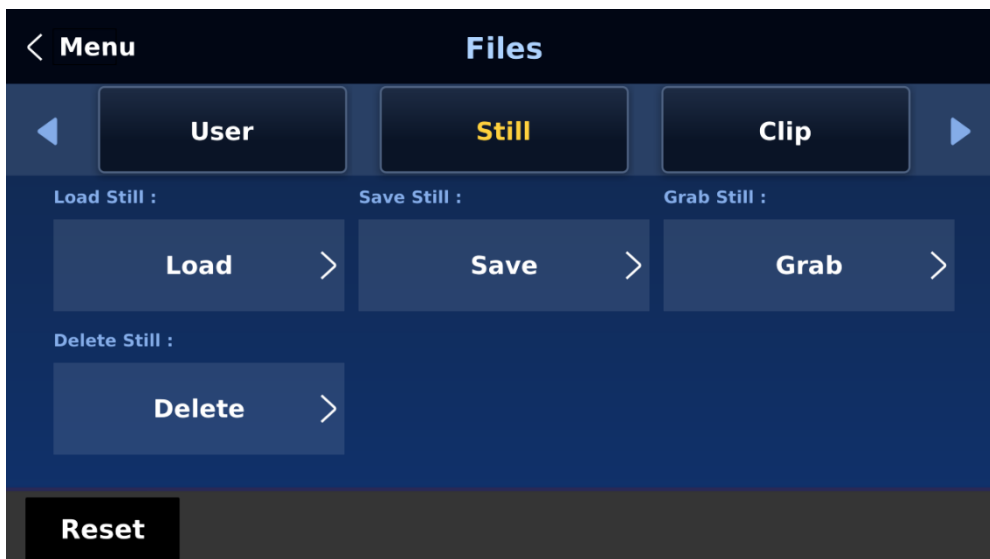 Menu
Files
User
Still
Clip
Load Still :
Save Still :
Grab Still :
Load
Save
Grab
Delete Still :
Delete
Reset